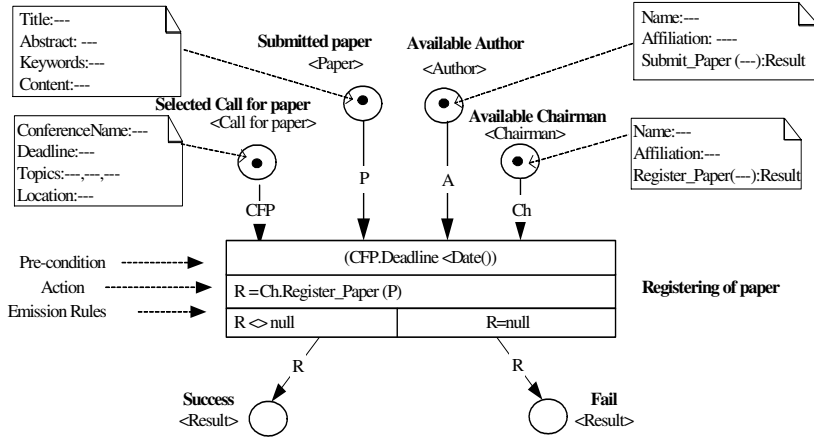 Title:---
Abstract: ---
Keywords:---
Content:---
Submitted paper
<Paper>
Available Author
<Author>
Name:---
Affiliation: ----
Submit_Paper (---):Result
Selected Call for paper
<Call for paper>
Available Chairman
<Chairman>
ConferenceName:---
Deadline:---
Topics:---,---,---
Location:---
Name:---
Affiliation:---
Register_Paper(---):Result
CFP
P
A
Ch
Pre-condition
(CFP.Deadline <Date())
Action
R =Ch.Register_Paper (P)
Registering of paper
Emission Rules
R <> null
R=null
R
R
Success
<Result>
Fail
<Result>